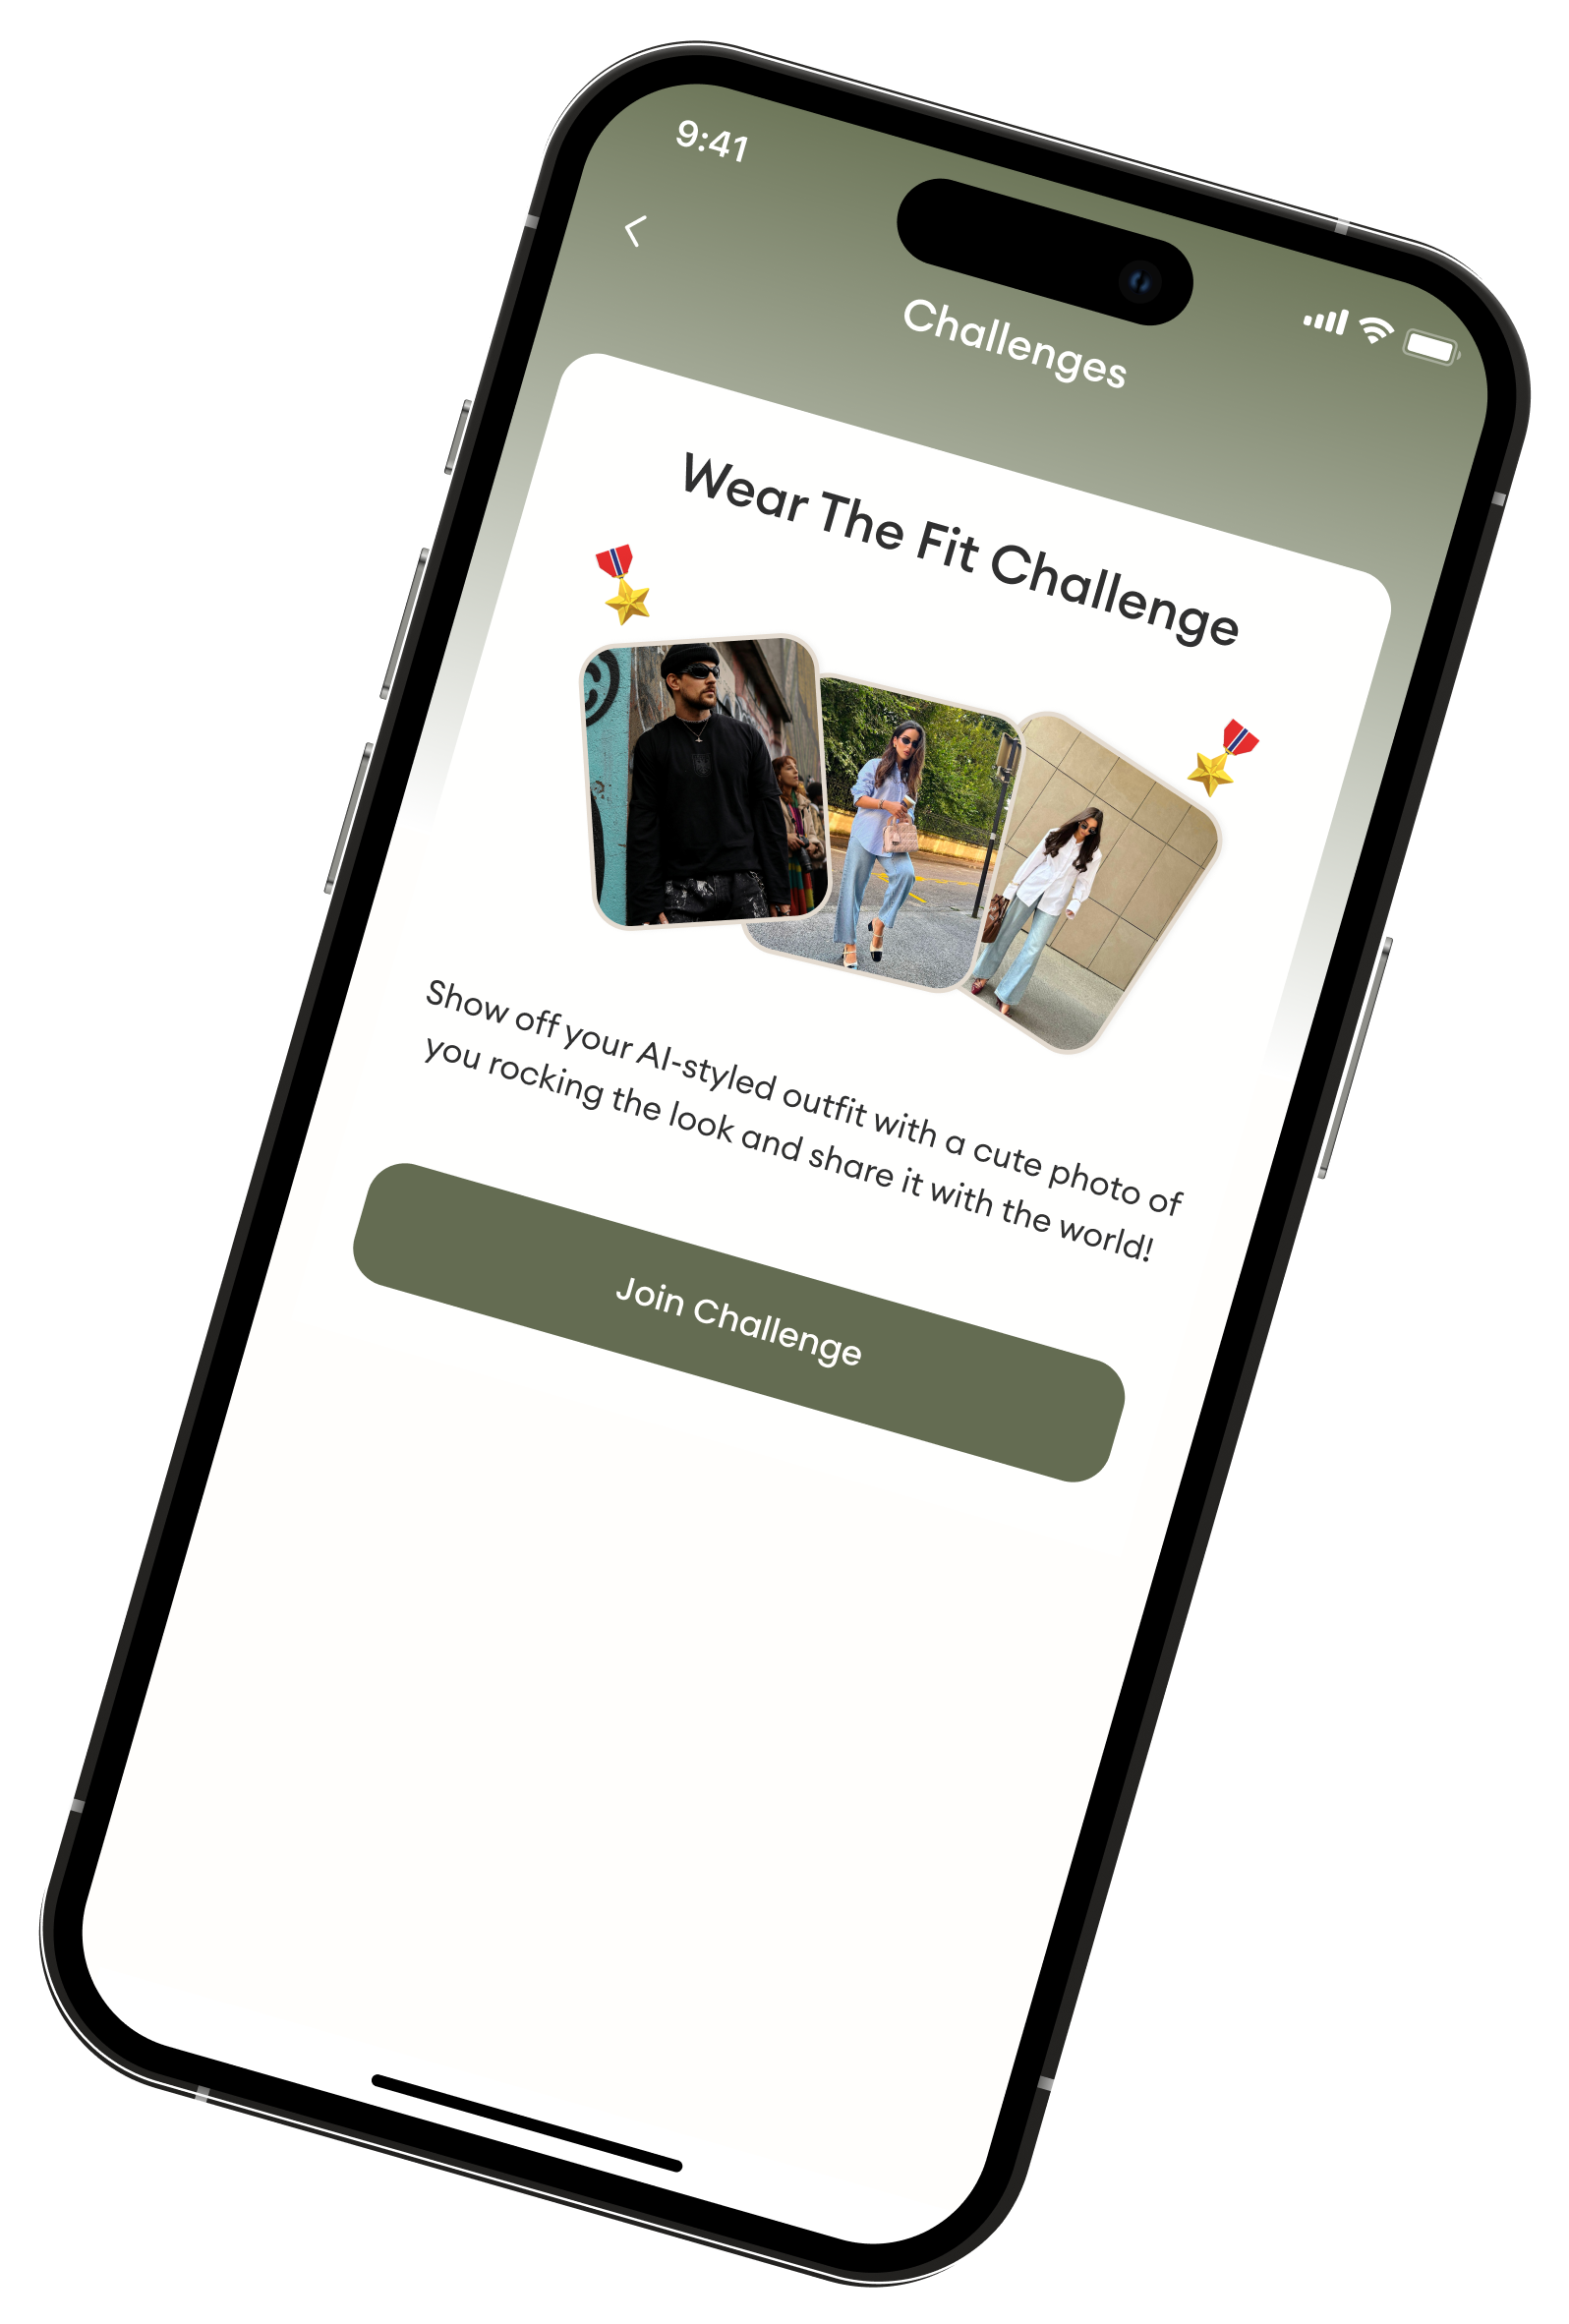 9:41
Challenges
Wear The Fit Challenge
Show off your AI-styled outfit with a cute photo of
you rocking the look and share it with the world!
Join Challenge